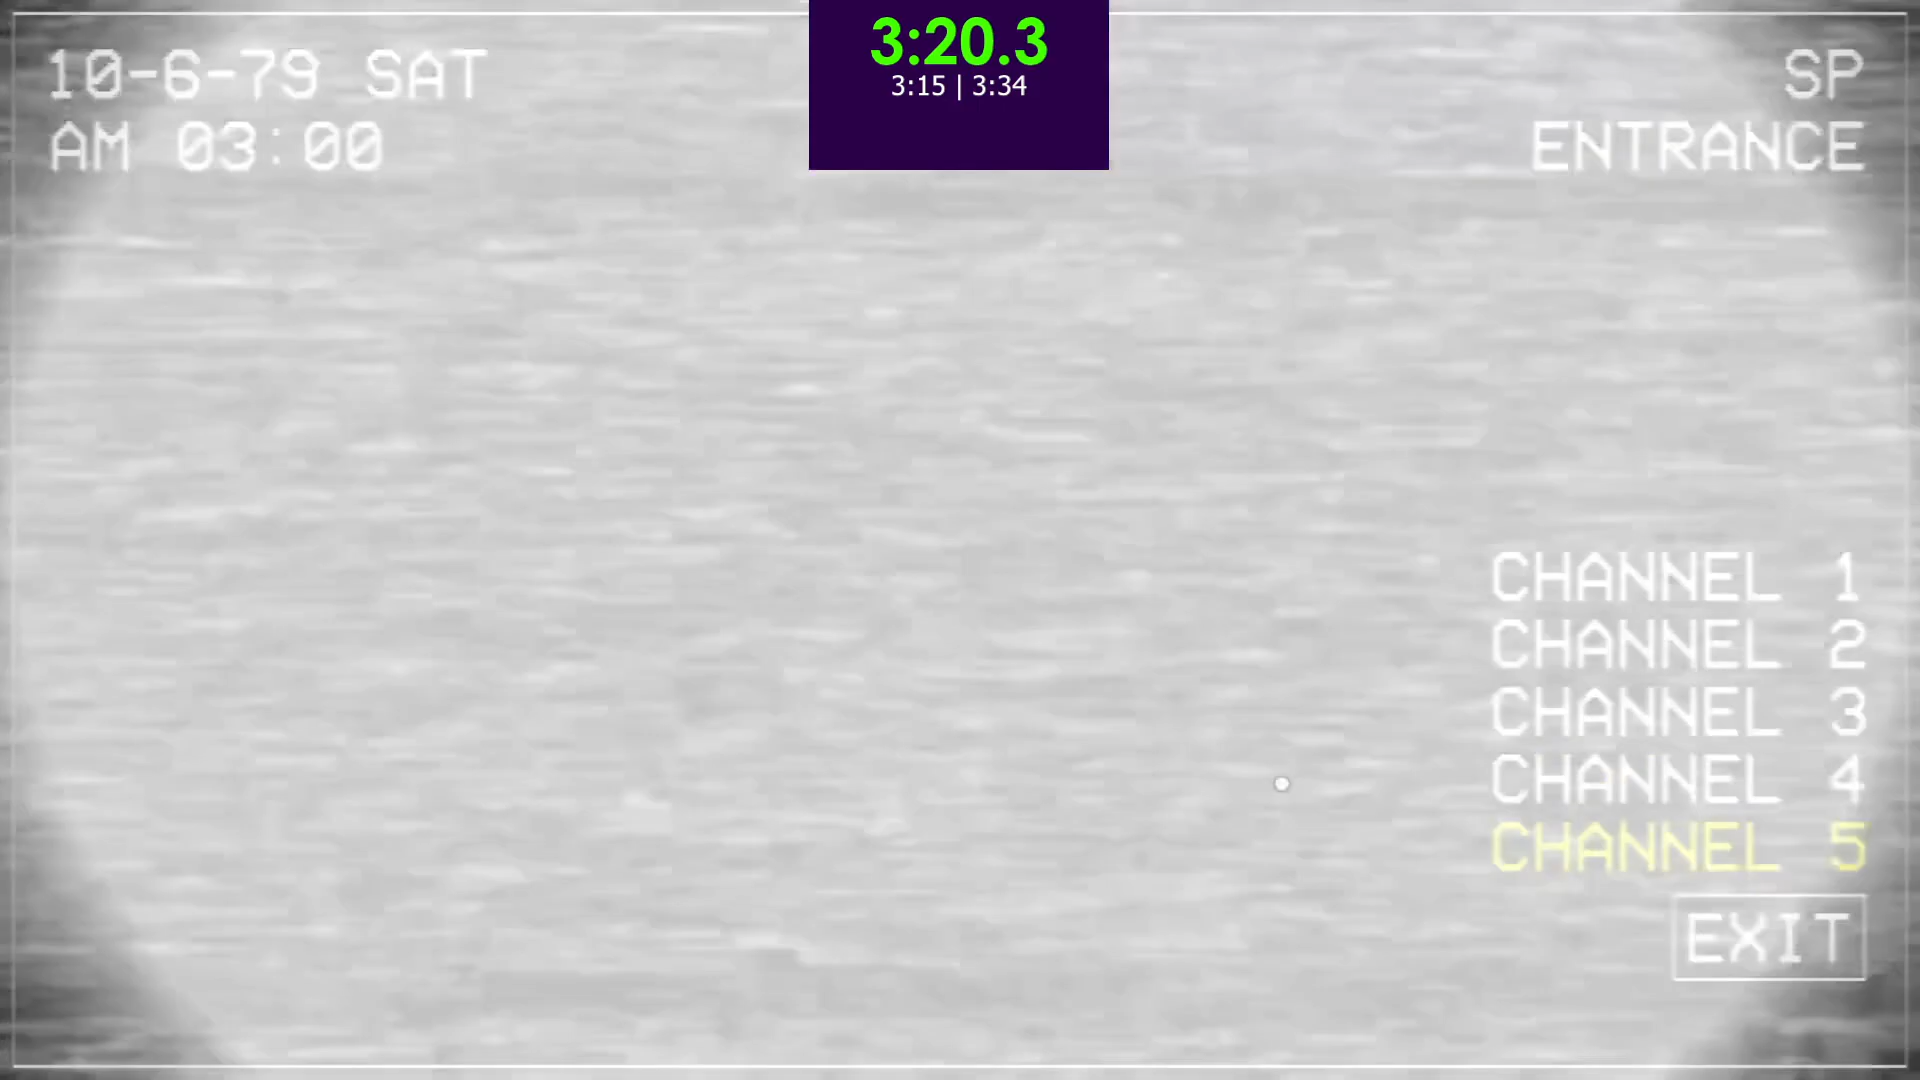 3:20.3
3:15 | 3:34
10-6-79 SAT
AM 03:00
SP
ENTRANCE
CHANNEL 1
CHANNEL 2
CHANNEL 3
CHANNEL 4
CHANNEL 5
EXIT